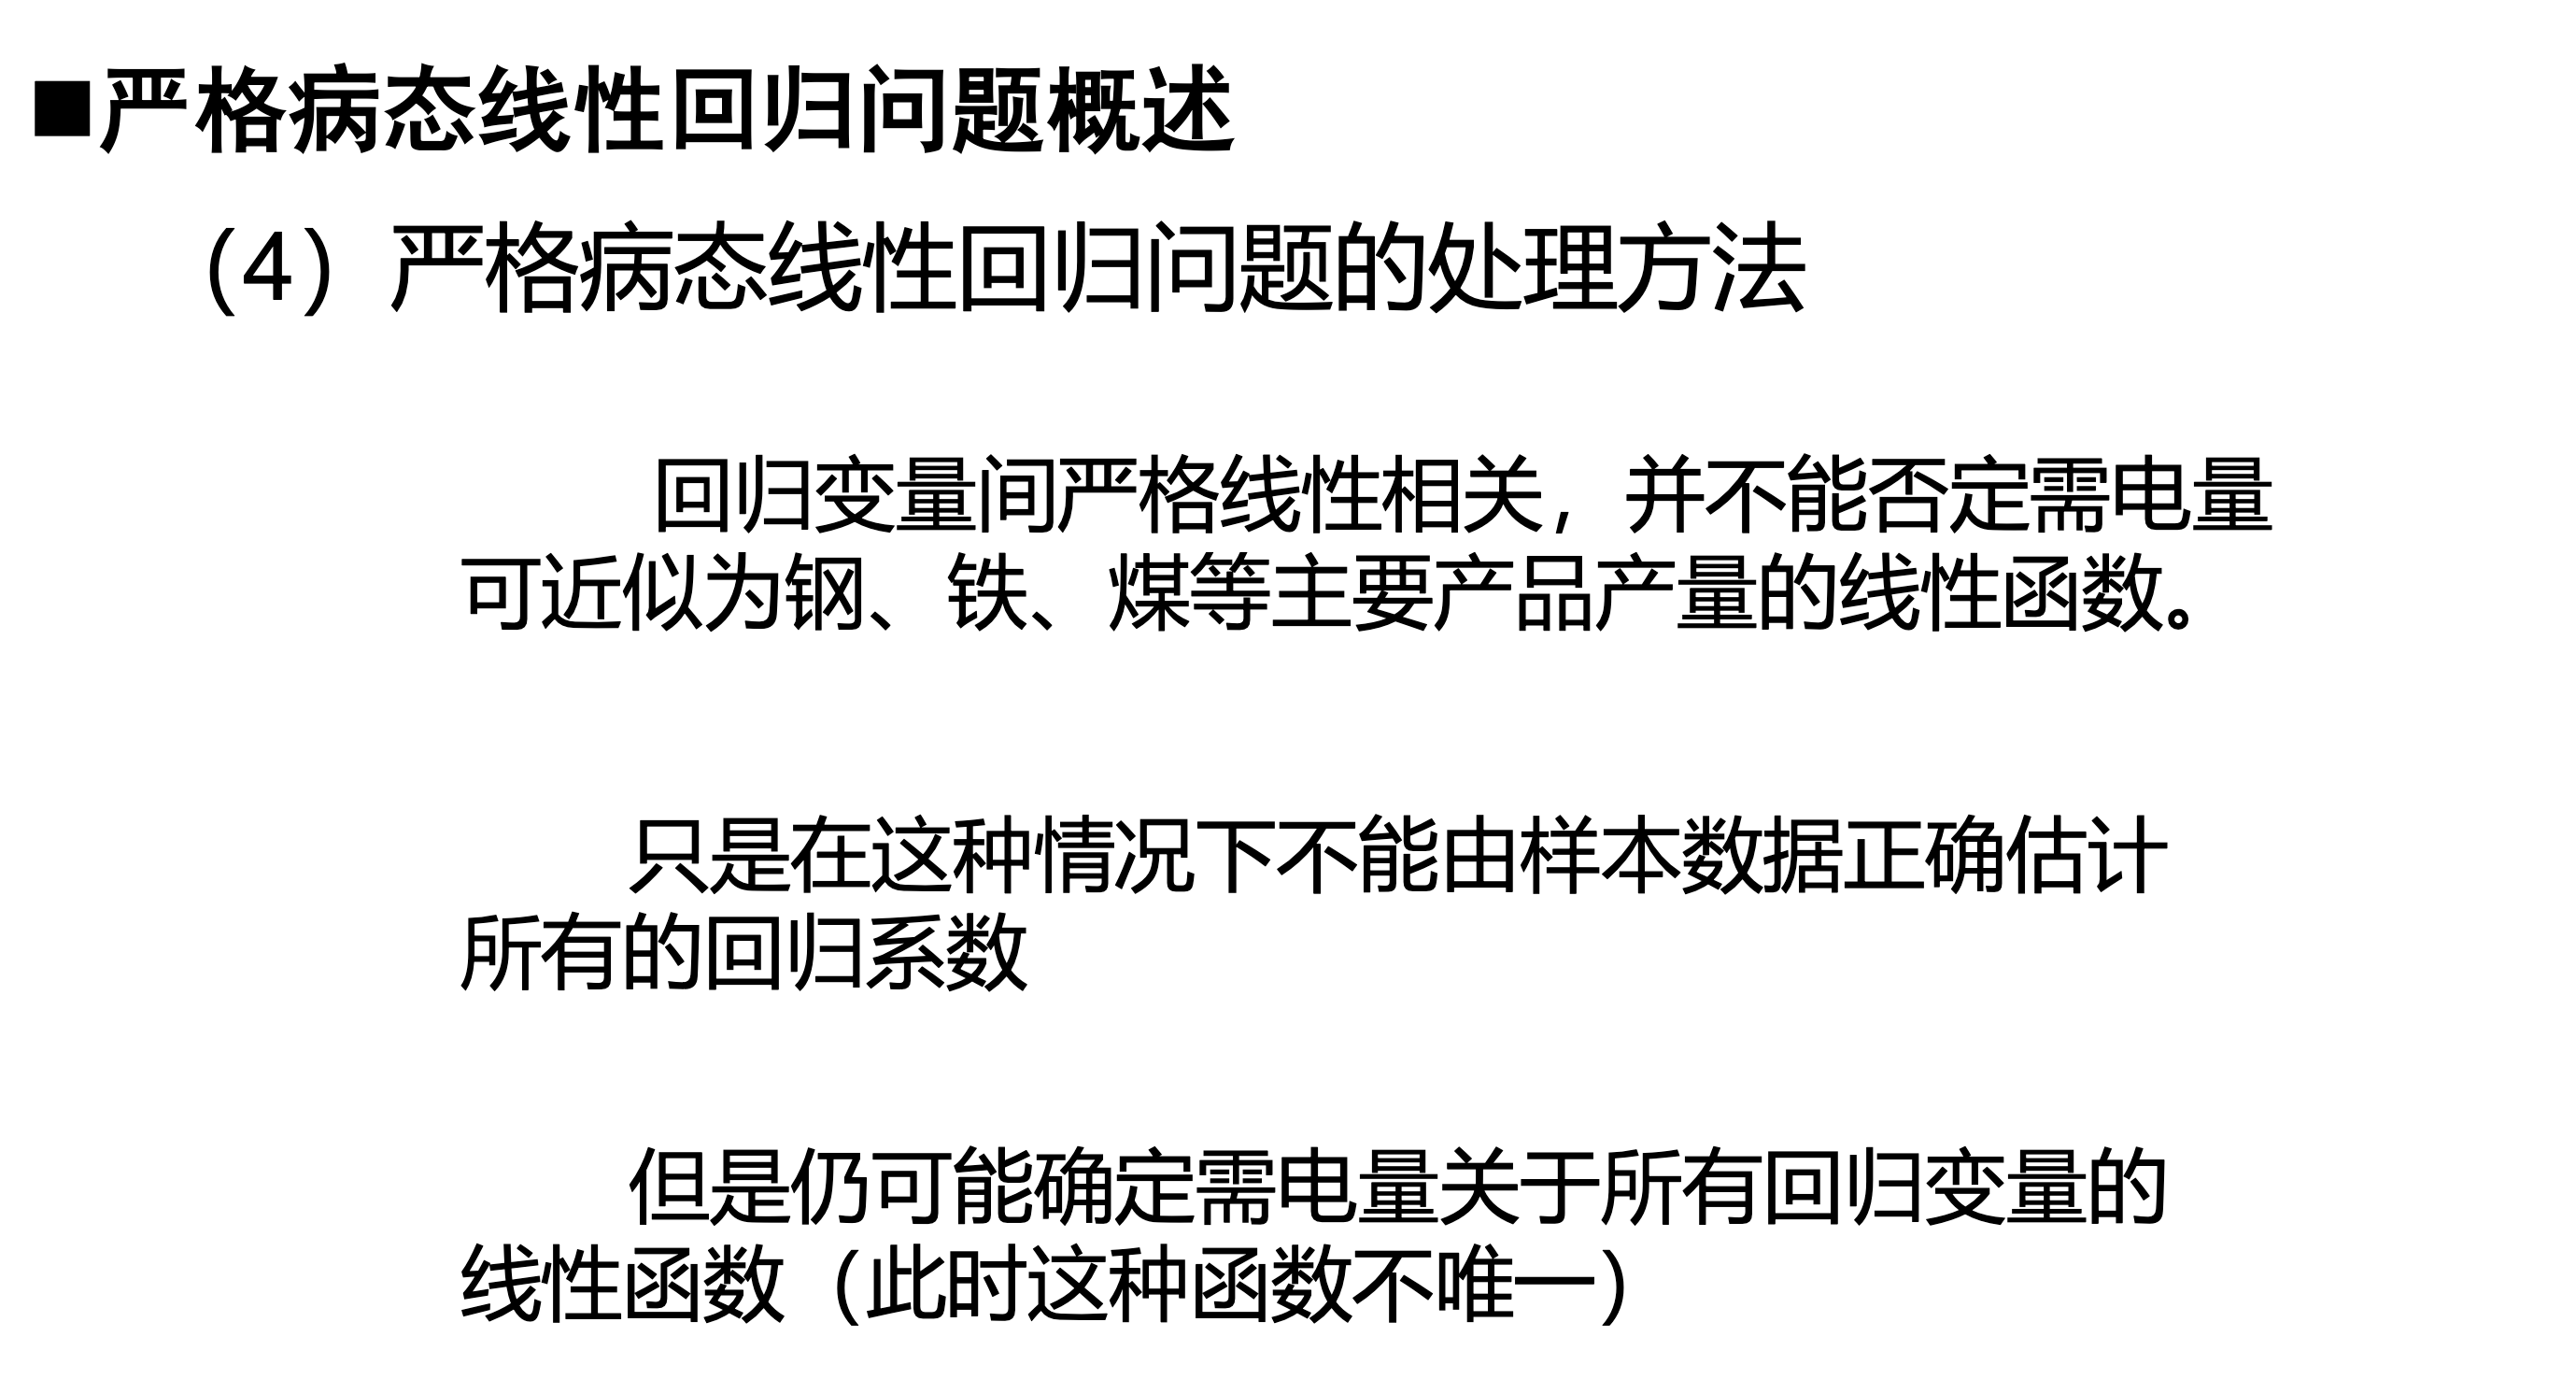 ■严格病态线性回归问题概述
（4）严格病态线性回归问题的处理方法
回归变量间严格线性相关，并不能否定需电量
可近似为钢、铁、煤等主要产品产量的线性函数。
只是在这种情况下不能由样本数据正确估计
所有的回归系数
但是仍可能确定需电量关于所有回归变量的
线性函数（此时这种函数不唯一）